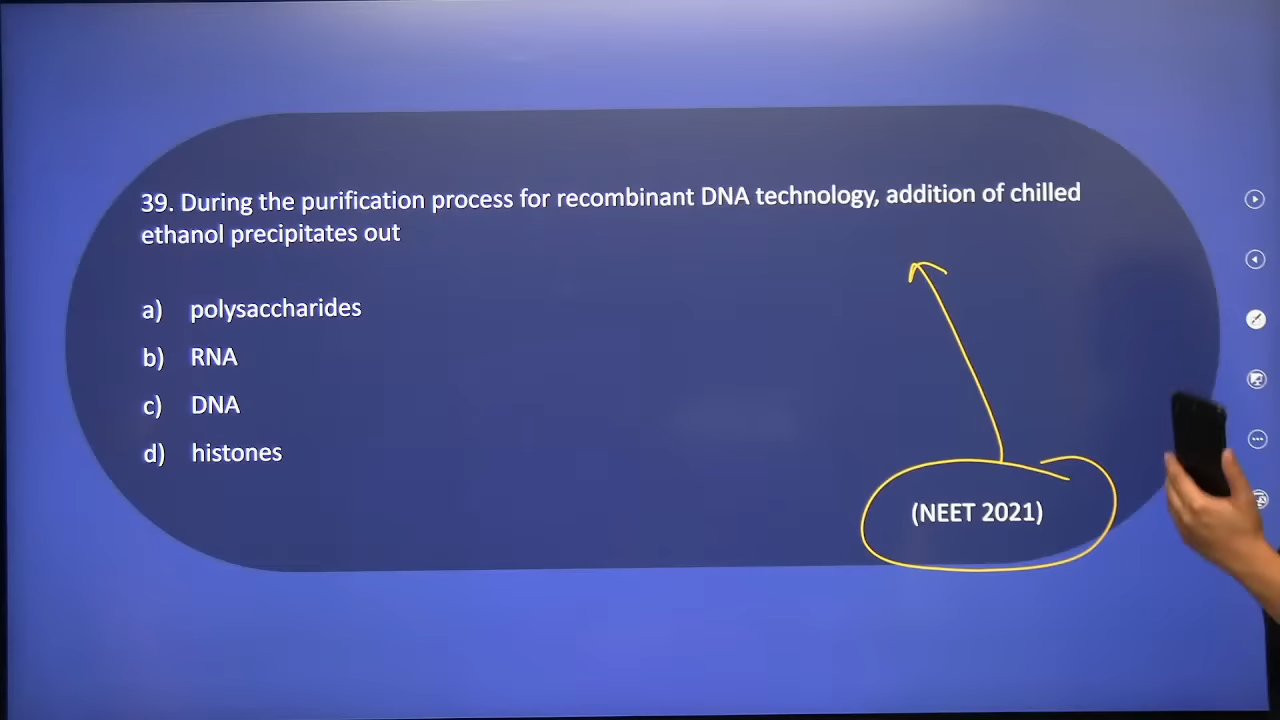 39. During the purification process for recombinant DNA technology, addition of chilled
ethanol precipitates out
a) polysaccharides
b) RNA
c) DNA
d) histones
(NEET 2021)